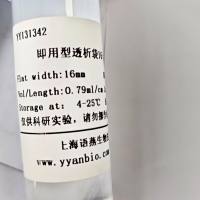 YY131342
即用型透析袋
Flat width:16mm
Vol/Length:0.79ml/cm
Storage at: 4-25℃
仅供科研实验，请勿
上海语燕生物
www.yyanbio.c